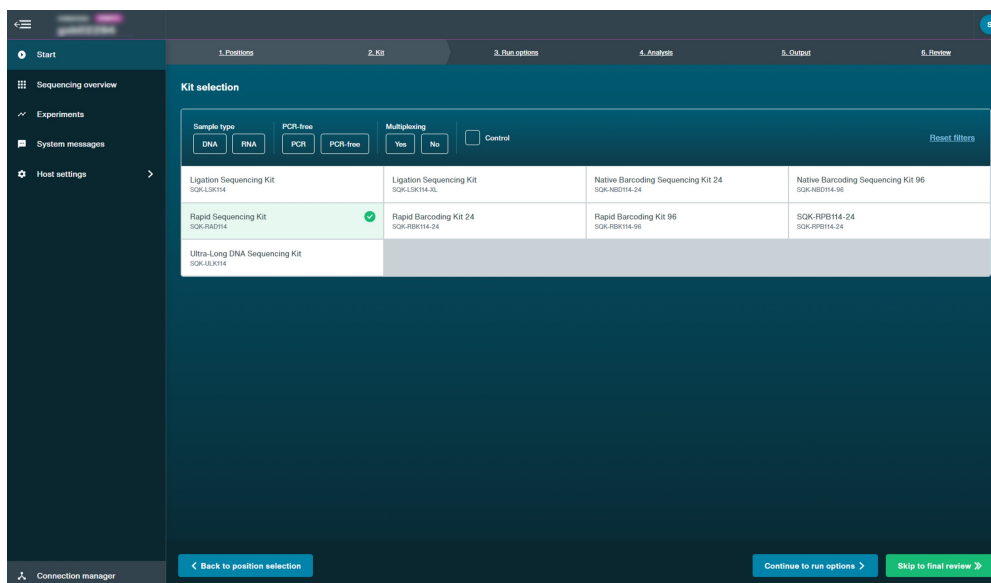 Start
Sequencing overview
Experiments
System messages
Host settings
Connection manager
1. Positions
2. Kit
3. Run options
4. Analysis
5. Output
6. Review
Kit selection
Sample type
DNA
RNA
PCR-free
PCR
PCR-free
Multiplexing
Yes
No
Control
Reset filters
Ligation Sequencing Kit
SQK-LSK114
Ligation Sequencing Kit
SQK-LSK114-XL
Native Barcoding Sequencing Kit 24
SQK-NBD114-24
Native Barcoding Sequencing Kit 96
SQK-NBD114-96
Rapid Sequencing Kit
SQK-RAD114
Rapid Barcoding Kit 24
SQK-RBK114-24
Rapid Barcoding Kit 96
SQK-RBK114-96
SQK-RPB114-24
SQK-RPB114-24
Ultra-Long DNA Sequencing Kit
SQK-ULK114
Back to position selection
Continue to run options
Skip to final review